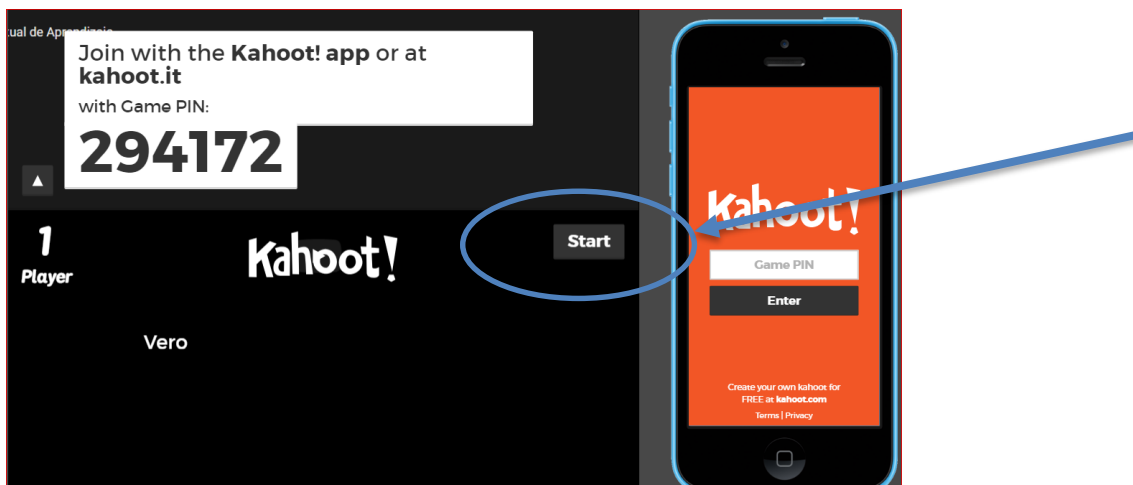 tual de Aprendizaje
Join with the Kahoot! app or at
kahoot.it
with Game PIN:
294172
1
Player
Kahoot!
Start
Vero
Kahoot!
Game PIN
Enter
Create your own kahoot for
FREE at kahoot.com
Terms | Privacy